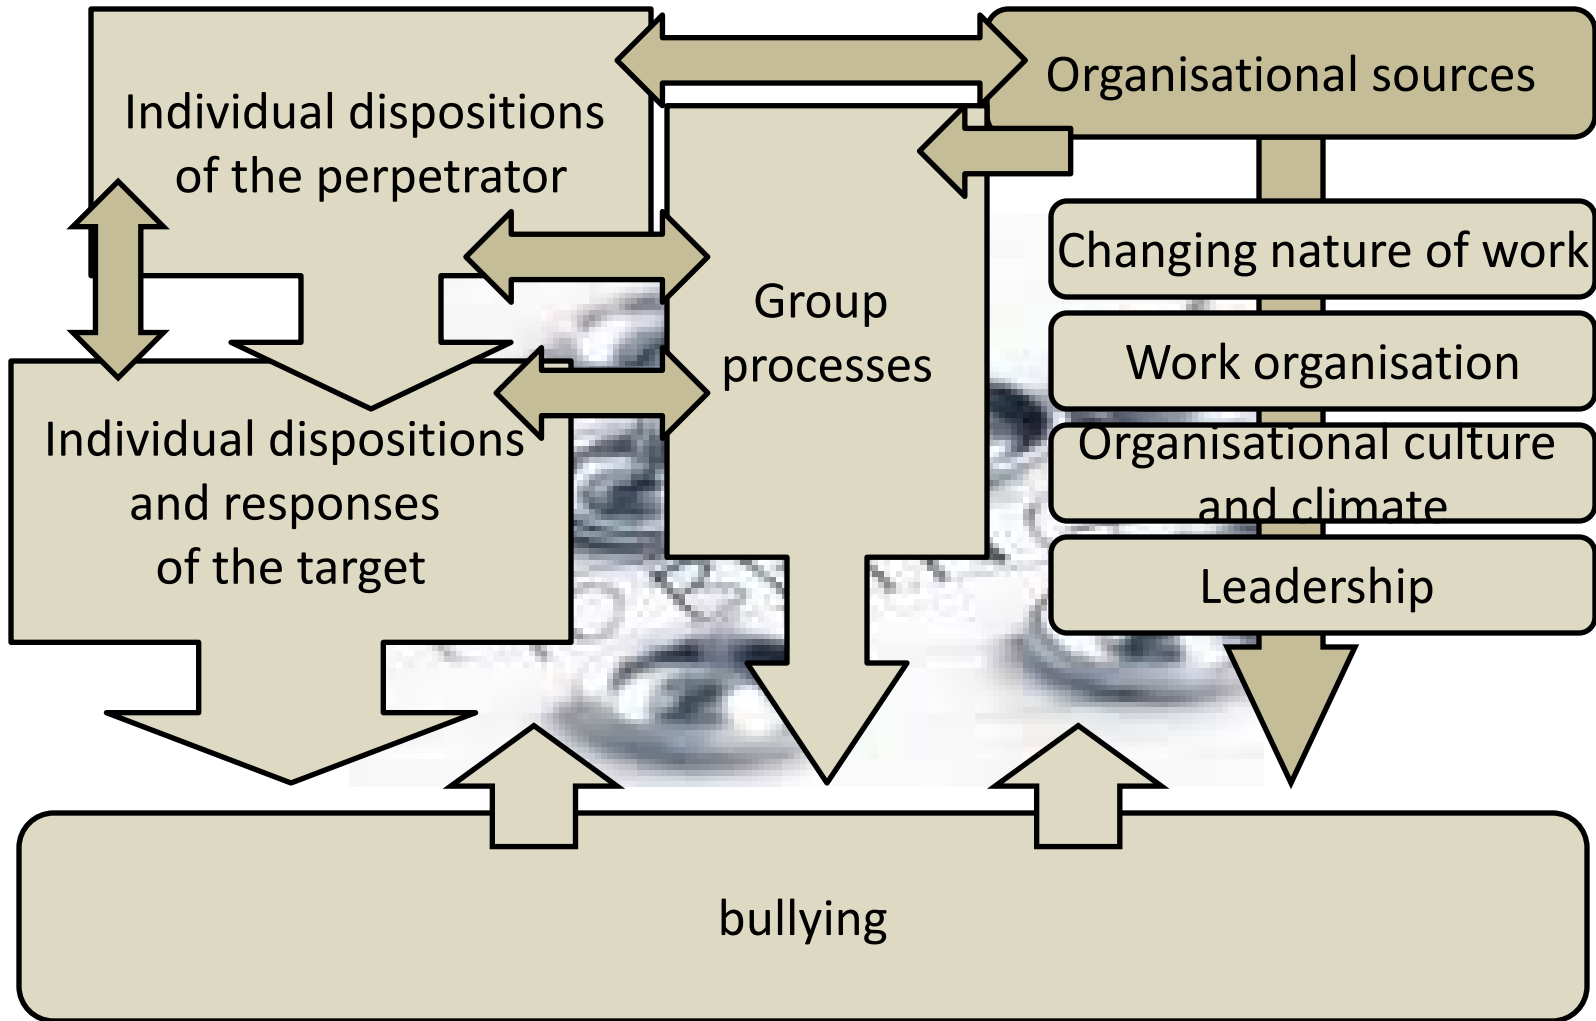 Individual dispositions
of the perpetrator
Organisational sources
Group
processes
Changing nature of work
Work organisation
Organisational culture
and climate
Leadership
Individual dispositions
and responses
of the target
bullying